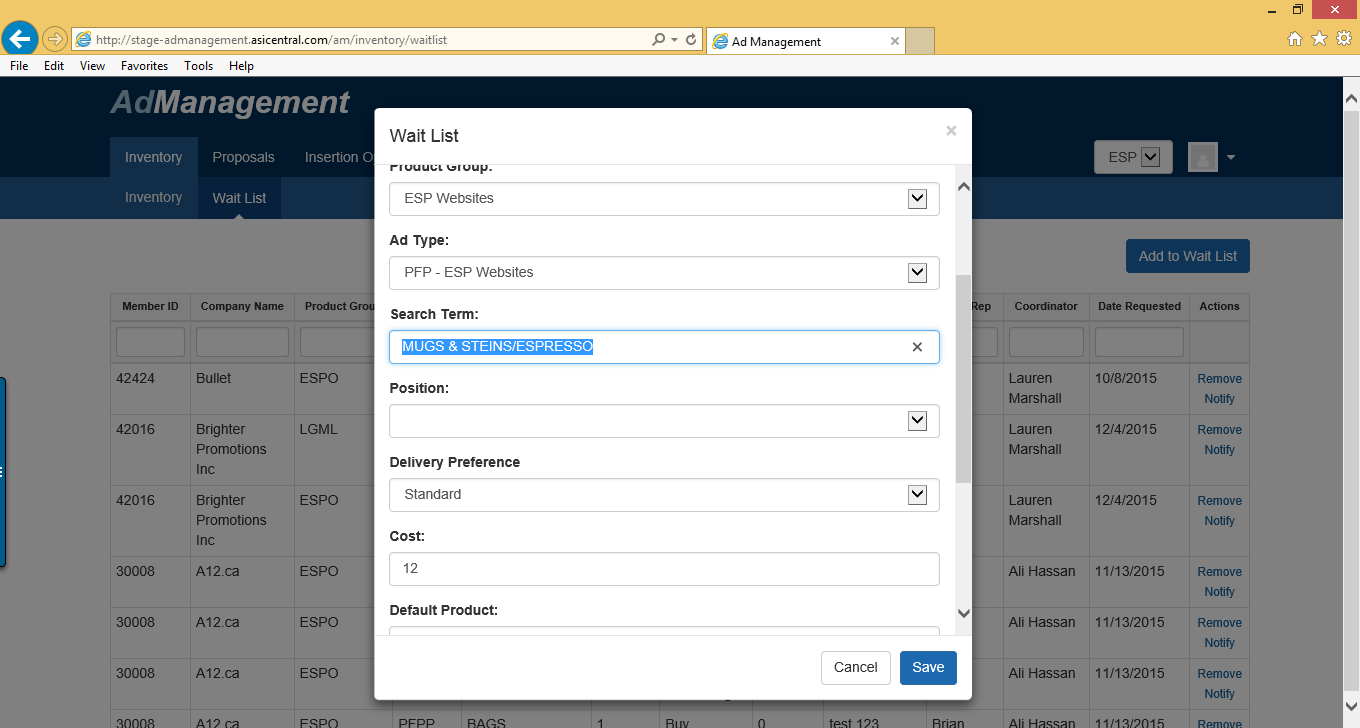 http://stage-admanagement.asicentral.com/am/inventory/waitlist
Ad Management
File Edit View Favorites Tools Help
AdManagement
Inventory Proposals Insertion O
ESP
Inventory Wait List
Add to Wait List
Wait List
Product Group:
ESP Websites
Ad Type:
PFP - ESP Websites
Search Term:
MUGS & STEINS/ESPRESSO
Position:
Delivery Preference
Standard
Cost:
12
Default Product:
Cancel Save
Member ID Company Name Product Grou Rep Coordinator Date Requested Actions
42424 Bullet ESPO Lauren Marshall 10/8/2015 Remove
Notify
42016 Brighter Promotions Inc LGML Lauren Marshall 12/4/2015 Remove
Notify
42016 Brighter Promotions Inc ESPO Lauren Marshall 12/4/2015 Remove
Notify
30008 A12.ca ESPO Ali Hassan 11/13/2015 Remove
Notify
30008 A12.ca ESPO Ali Hassan 11/13/2015 Remove
Notify
30008 A12.ca ESPO Ali Hassan 11/13/2015 Remove
Notify
30008 A12.ca ESPO PFPP BAGS 1 Buy 0 test 123 Brian Ali Hassan 11/13/2015 Remove